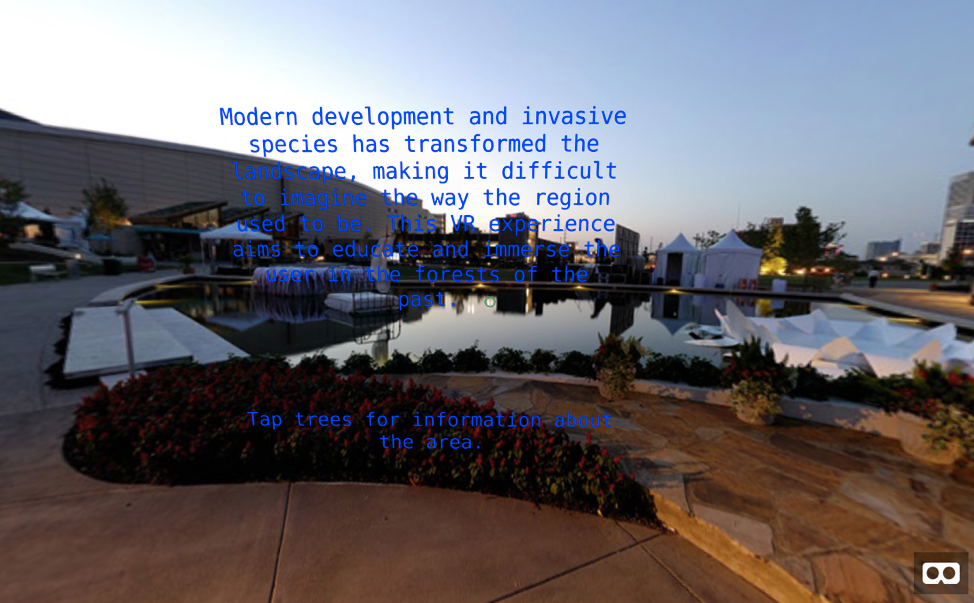 Modern development and invasive
species has transformed the
landscape, making it difficult
to imagine the way the region
used to be. This VR experience
aims to educate and immerse the
user in the forests of the
past.
Tap trees for information about
the area.